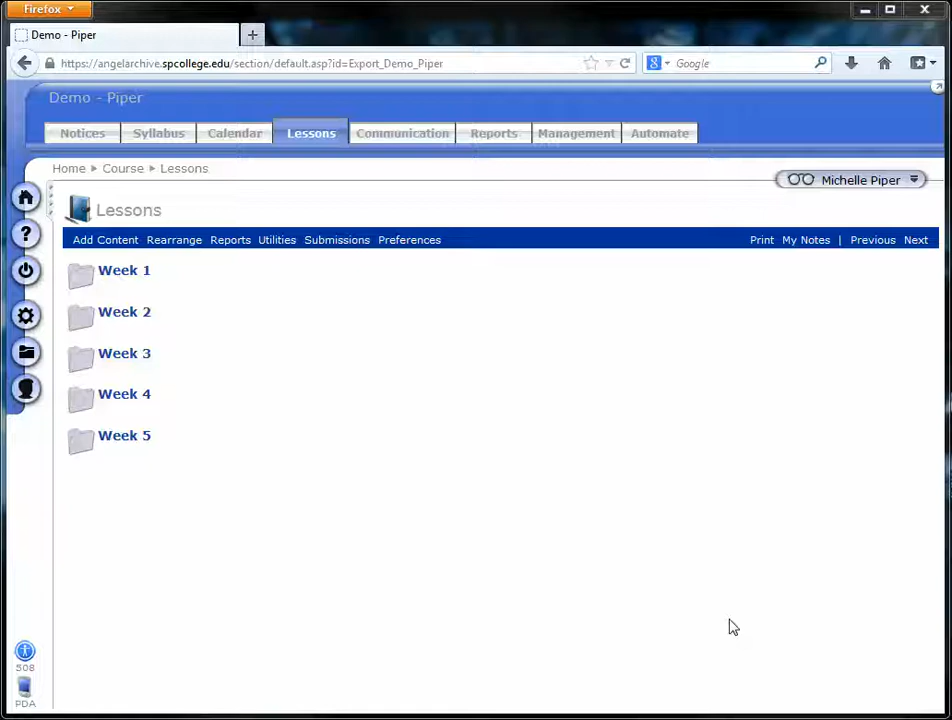 Firefox
Demo - Piper
https://angelarchive.spcollege.edu/section/default.asp?id=Export_Demo_Piper
Google
Demo - Piper
Notices Syllabus Calendar Lessons Communication Reports Management Automate
Home Course Lessons
Michelle Piper
Lessons
Add Content Rearrange Reports Utilities Submissions Preferences Print My Notes | Previous Next
Week 1
Week 2
Week 3
Week 4
Week 5
508
PDA